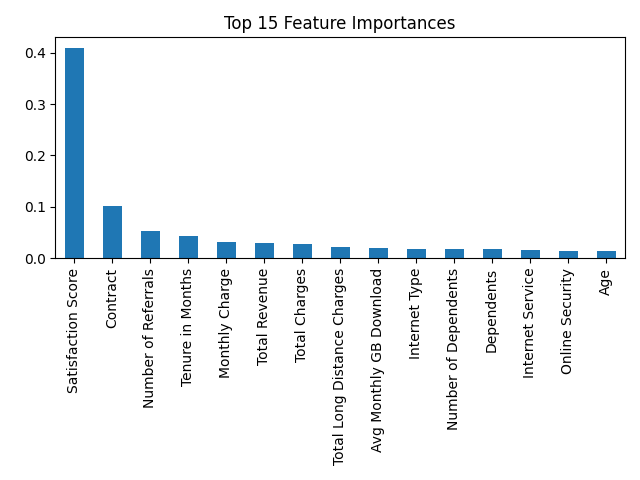 Top 15 Feature Importances
0.4
0.3
0.2
0.1
0.0
Satisfaction Score
Contract
Number of Referrals
Tenure in Months
Monthly Charge
Total Revenue
Total Charges
Total Long Distance Charges
Avg Monthly GB Download
Internet Type
Number of Dependents
Dependents
Internet Service
Online Security
Age